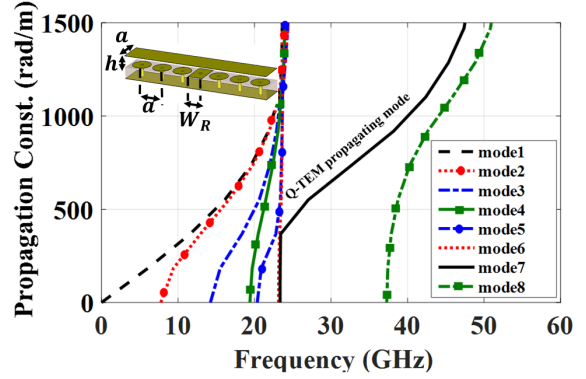 1500
1000
500
0
Propagation Const. (rad/m)
a
h
a
W_R
Q-TEM propagating mode
mode1
mode2
mode3
mode4
mode5
mode6
mode7
mode8
0 10 20 30 40 50 60
Frequency (GHz)